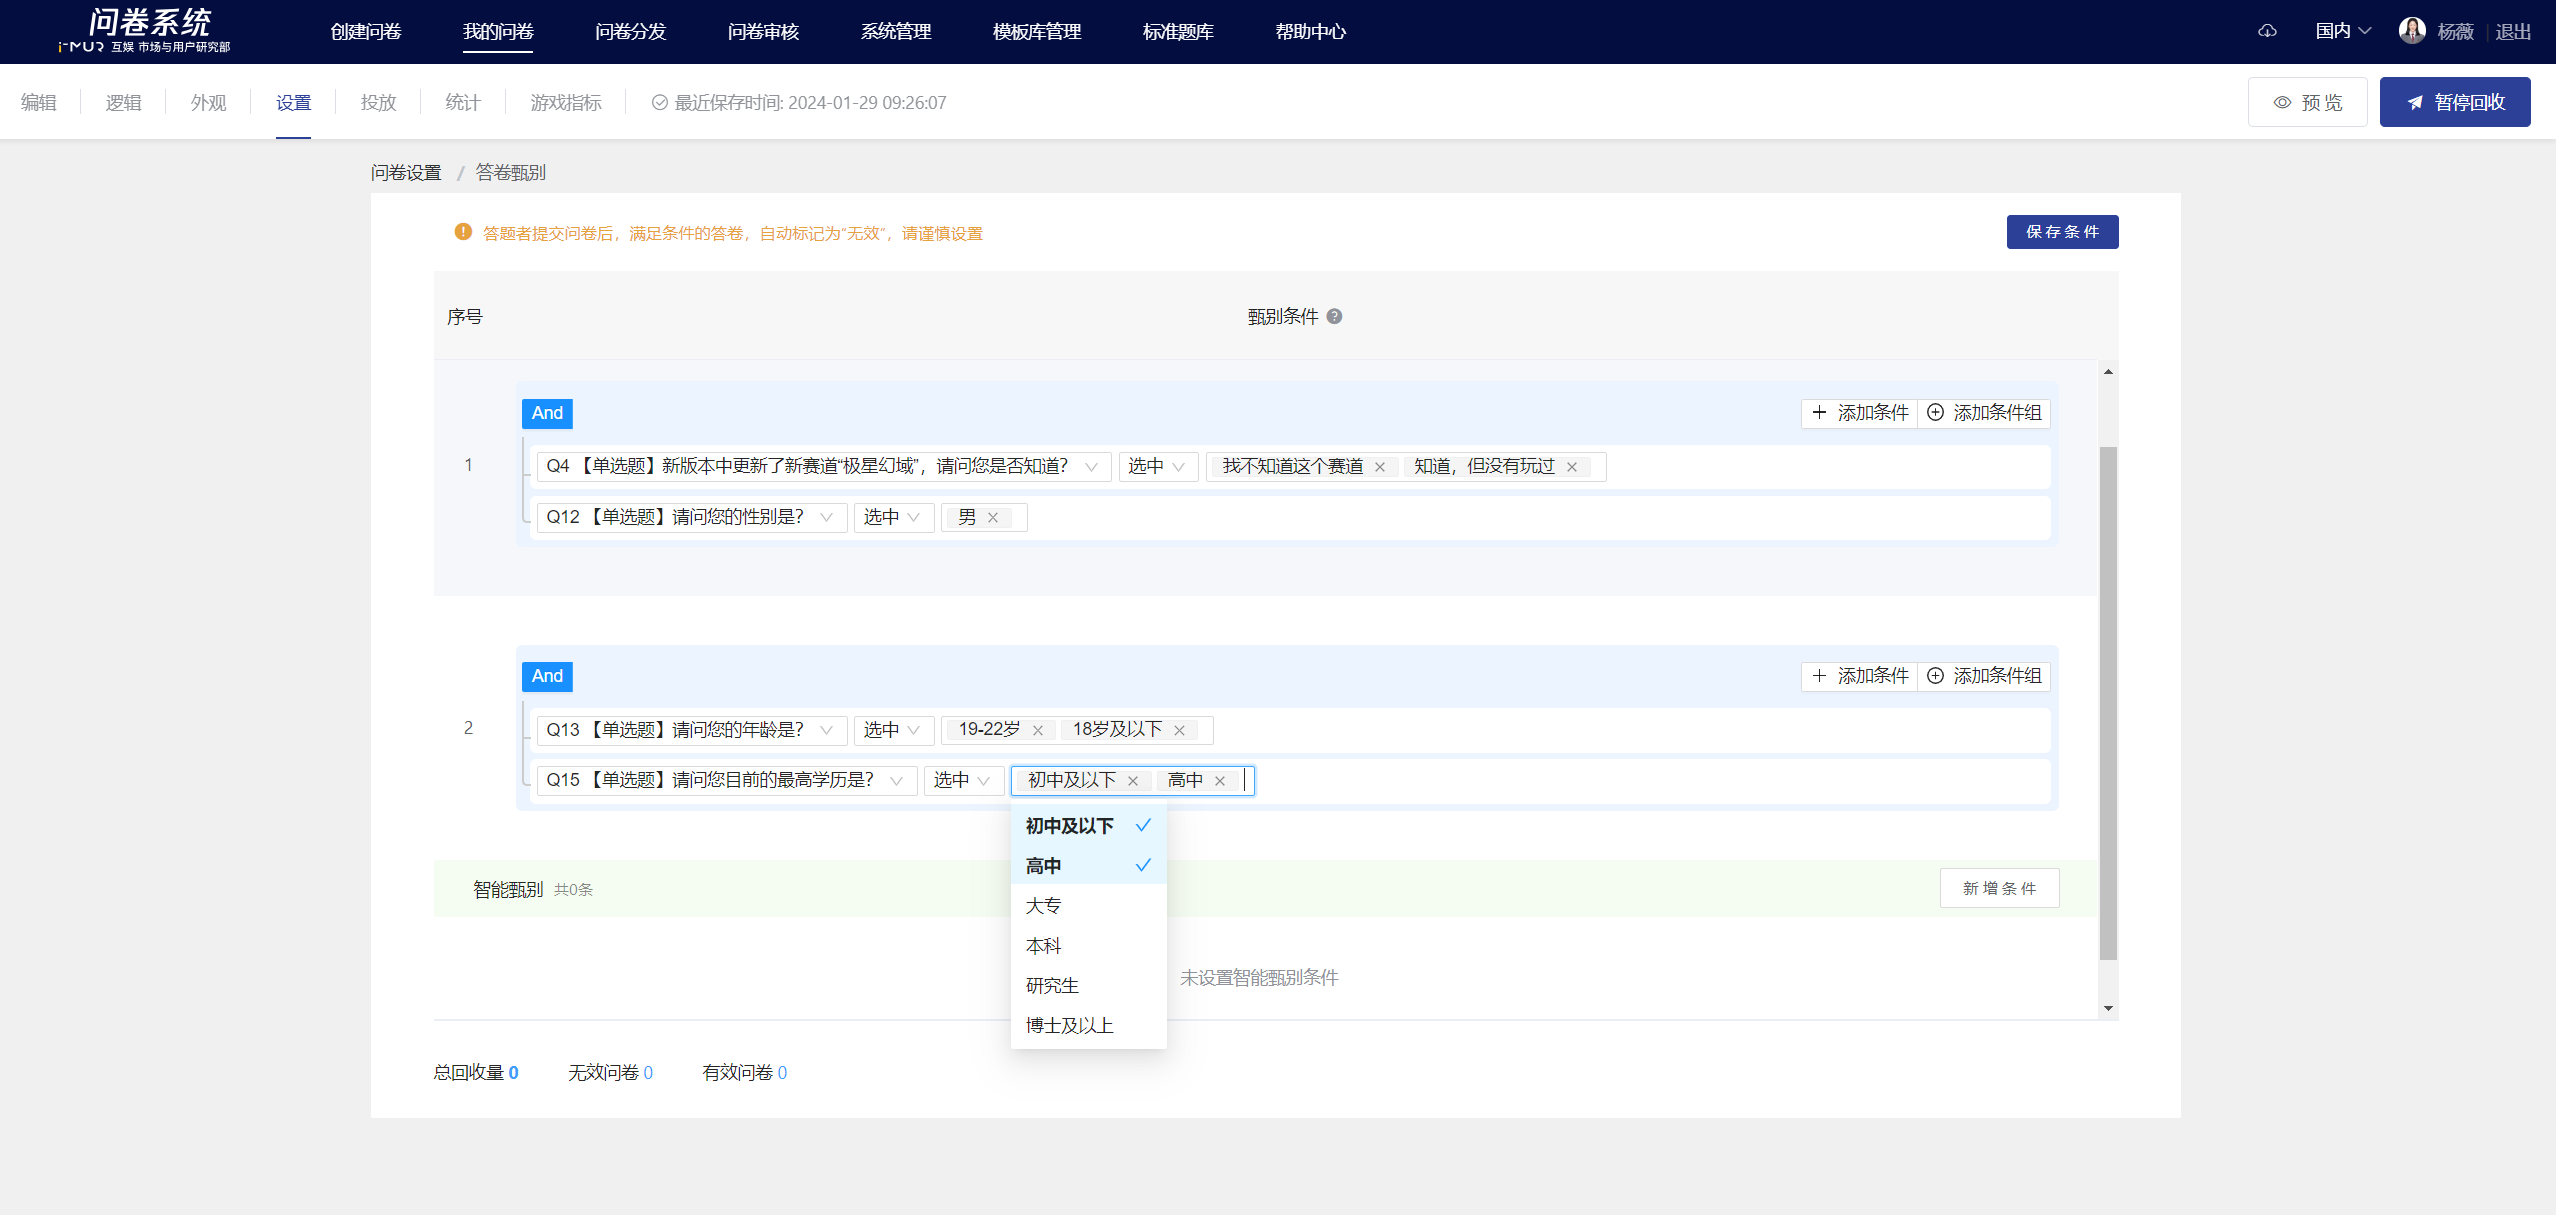 问卷系统
i-MUR 互娱 市场与用户研究部
创建问卷 我的问卷 问卷分发 问卷审核 系统管理 模板库管理 标准题库 帮助中心 国内 杨薇 退出
编辑 逻辑 外观 设置 投放 统计 游戏指标 最近保存时间: 2024-01-29 09:26:07 预 览 暂停回收
问卷设置 / 答卷甄别
答题者提交问卷后，满足条件的答卷，自动标记为“无效”，请谨慎设置 保存条件
序号 甄别条件
And 添加条件 添加条件组
1
Q4 【单选题】新版本中更新了新赛道“极星幻域”，请问您是否知道？ 选中 我不知道这个赛道 × 知道，但没有玩过 ×
Q12 【单选题】请问您的性别是？ 选中 男 ×
And 添加条件 添加条件组
2
Q13 【单选题】请问您的年龄是？ 选中 19-22岁 × 18岁及以下 ×
Q15 【单选题】请问您目前的最高学历是？ 选中 初中及以下 × 高中 ×
初中及以下
高中
大专
本科
研究生
博士及以上
智能甄别 共0条 新增条件
未设置智能甄别条件
总回收量 0 无效问卷 0 有效问卷 0